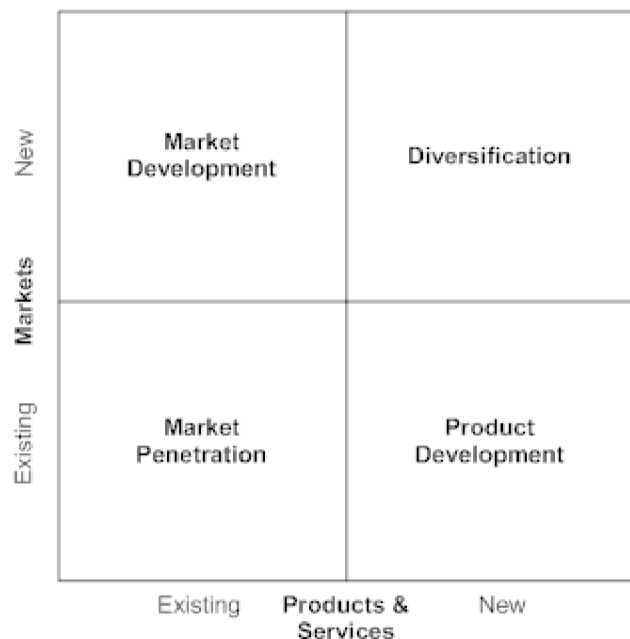 New
Market
Development
Diversification
Markets
Existing
Market
Penetration
Product
Development
Existing
Products &
Services
New